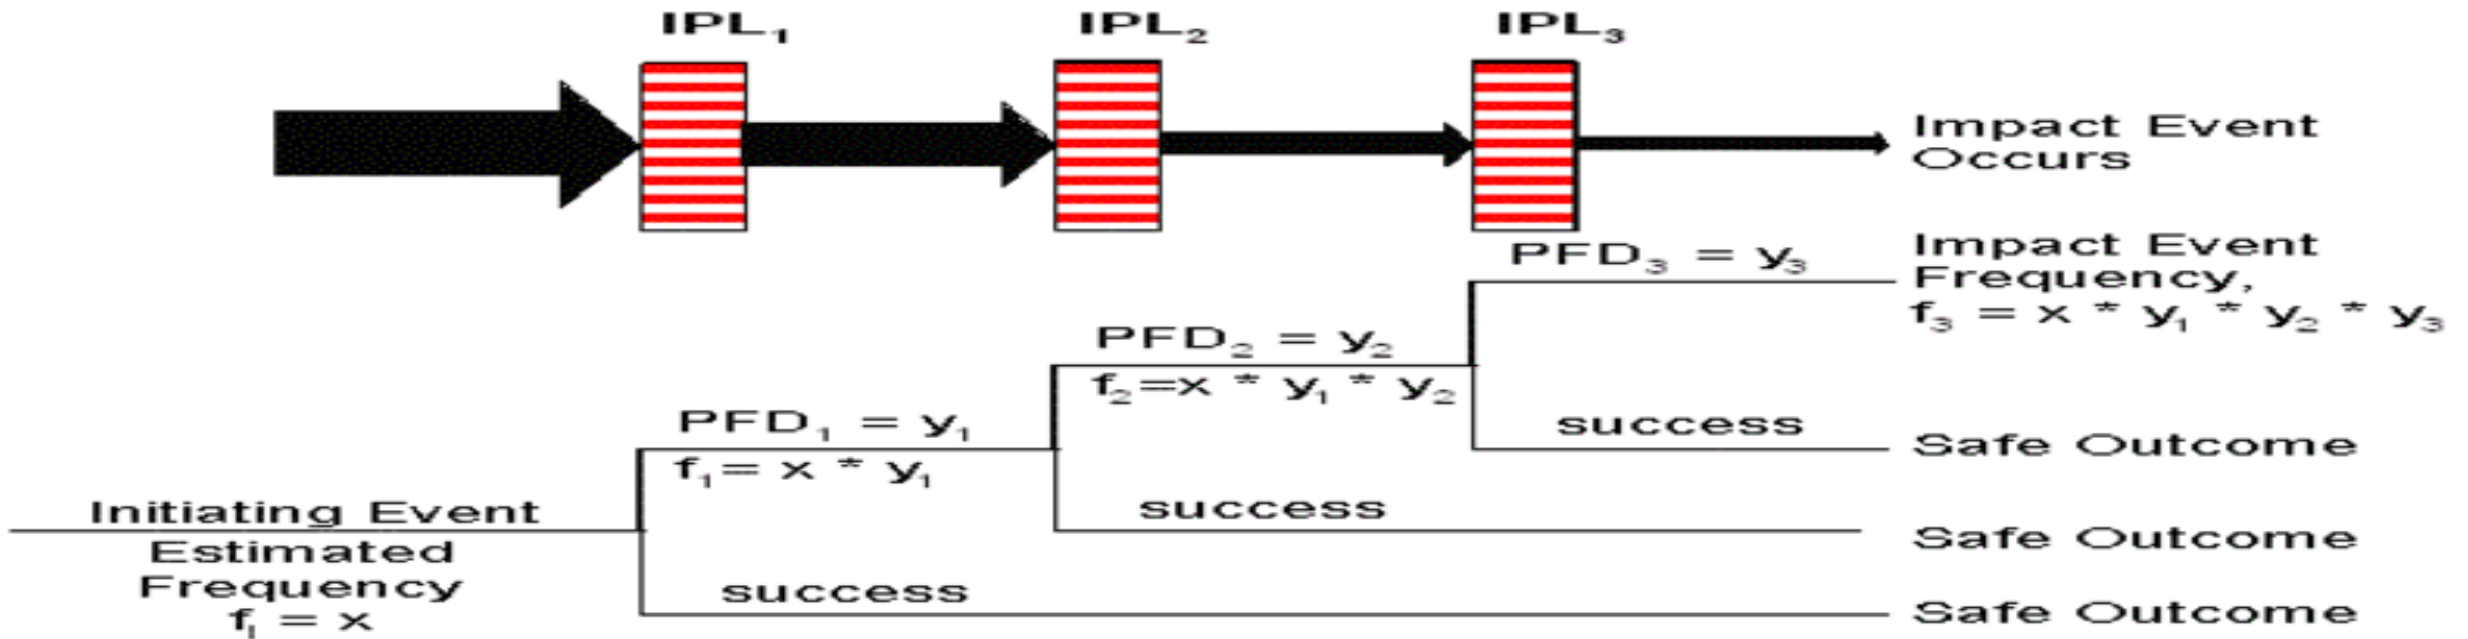 IPL₁ IPL₂ IPL₃
Impact Event
Occurs
PFD₃ = y₃
Impact Event
Frequency,
f₃ = x * y₁ * y₂ * y₃
PFD₂ = y₂
f₂=x * y₁ * y₂
PFD₁ = y₁
f₁= x * y₁
success
Safe Outcome
Initiating Event
Estimated
Frequency
fᵢ = x
success
Safe Outcome
success
Safe Outcome